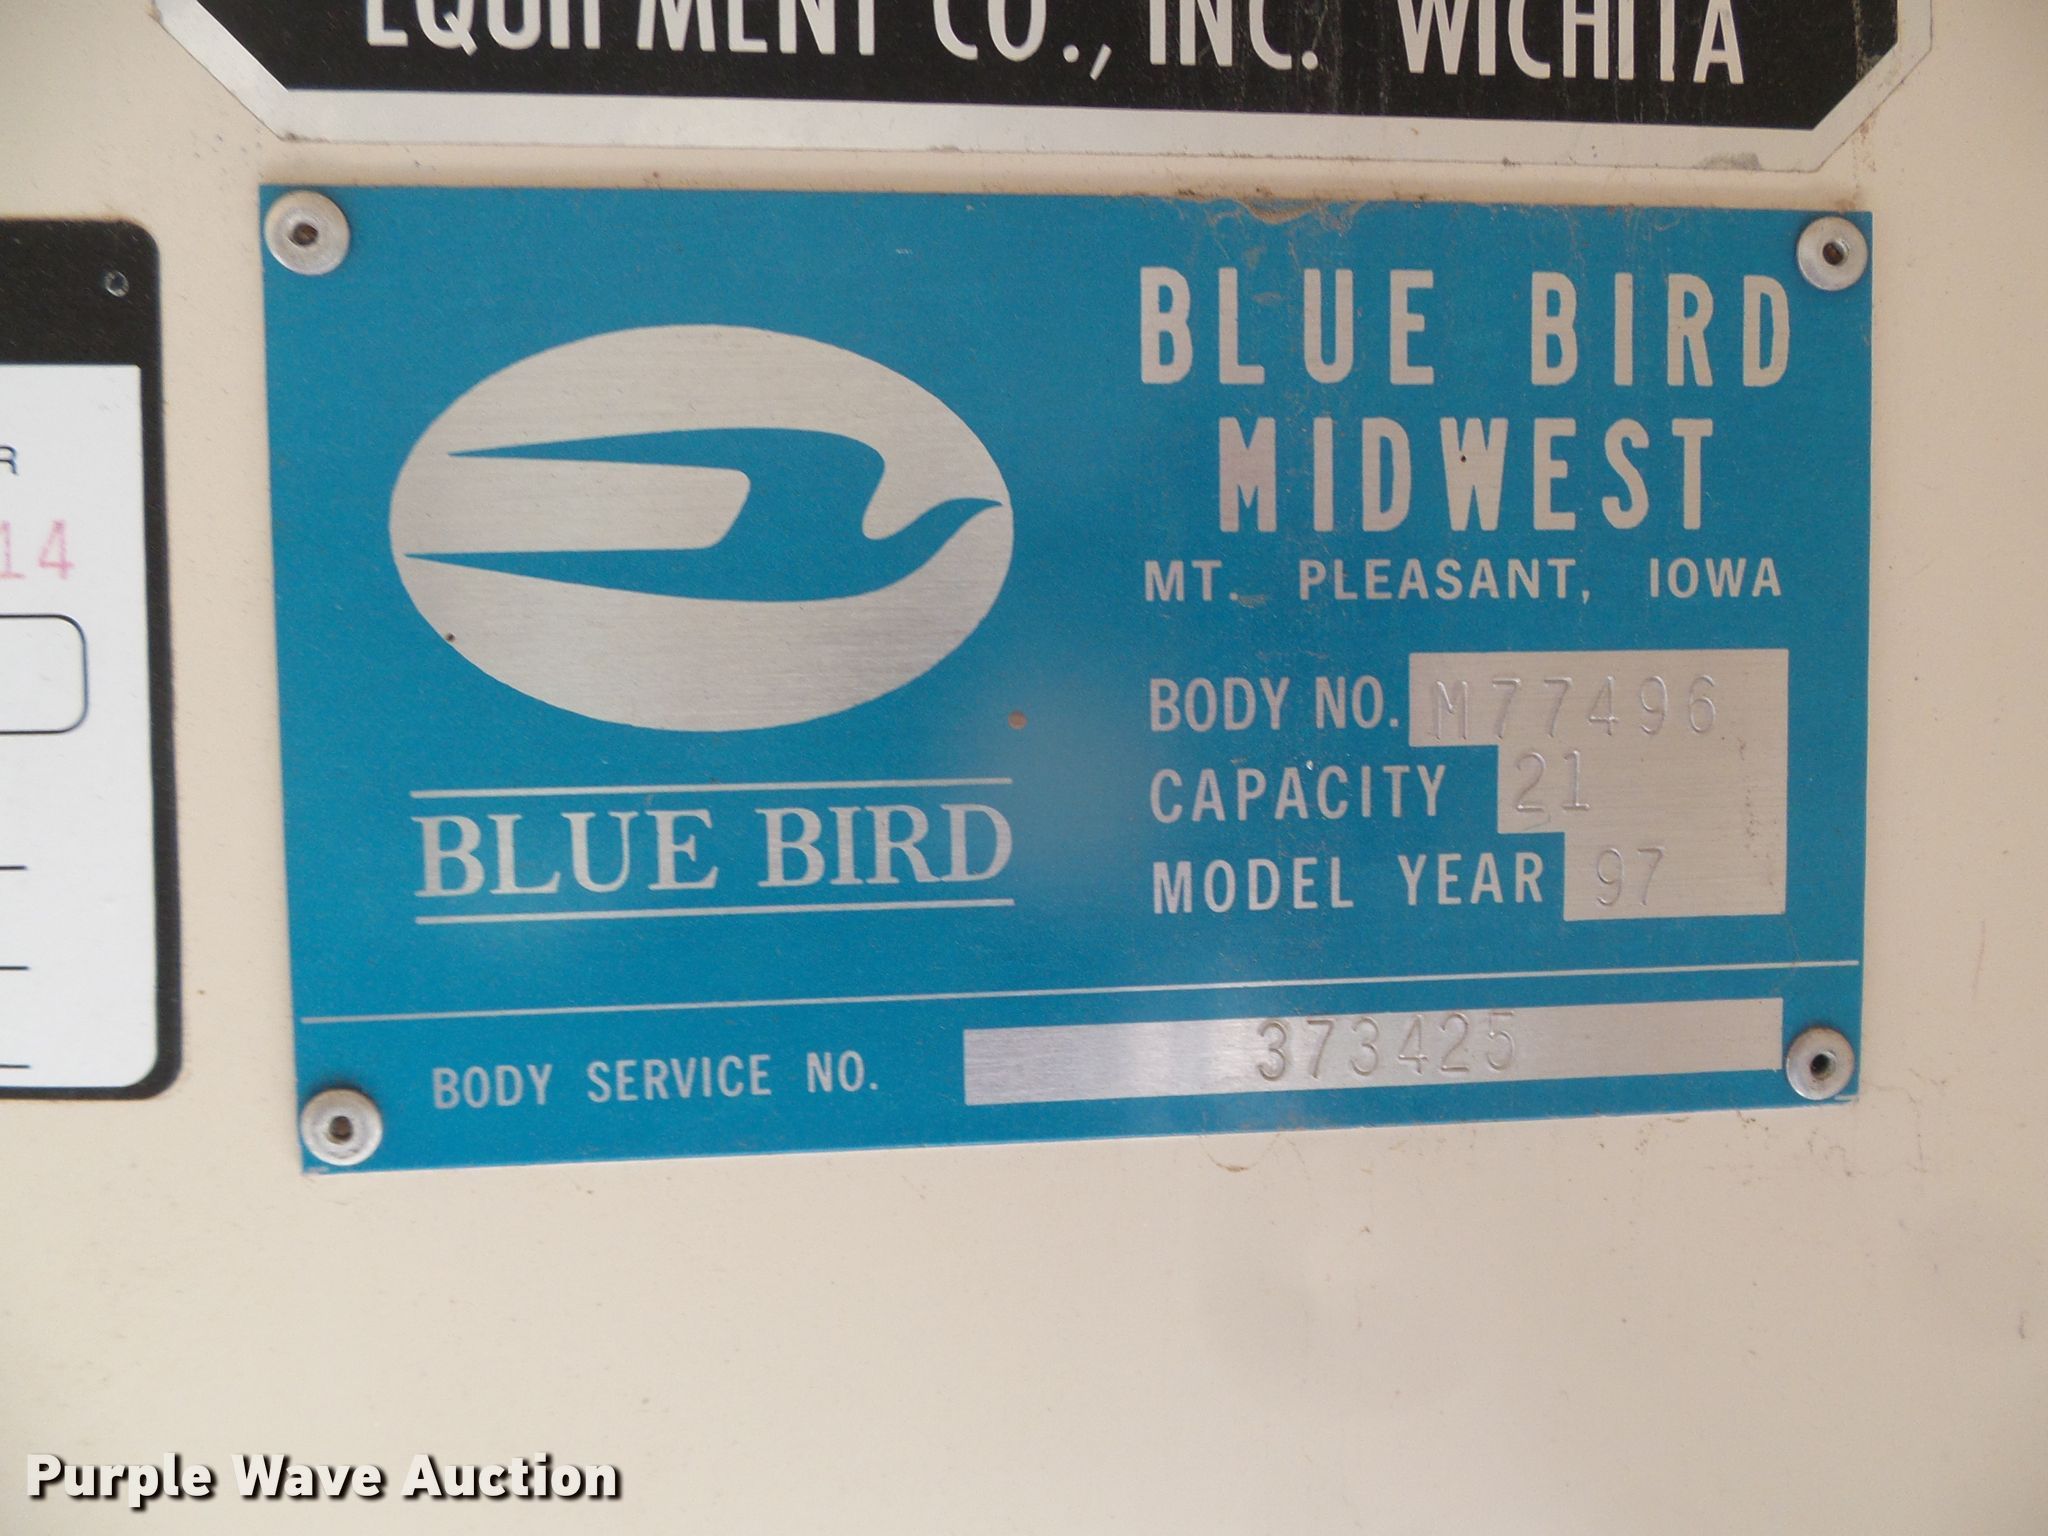 EQUIPMENT CO., INC. WICHITA
R
14
BLUE BIRD
MIDWEST
MT. PLEASANT, IOWA
BODY NO. M77496
CAPACITY 21
MODEL YEAR 97
BLUE BIRD
BODY SERVICE NO. 373425
Purple Wave Auction